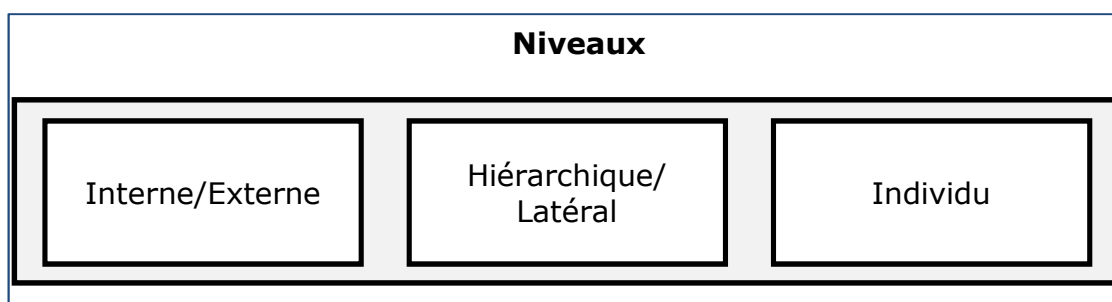 Niveaux
Interne/Externe
Hiérarchique/
Latéral
Individu